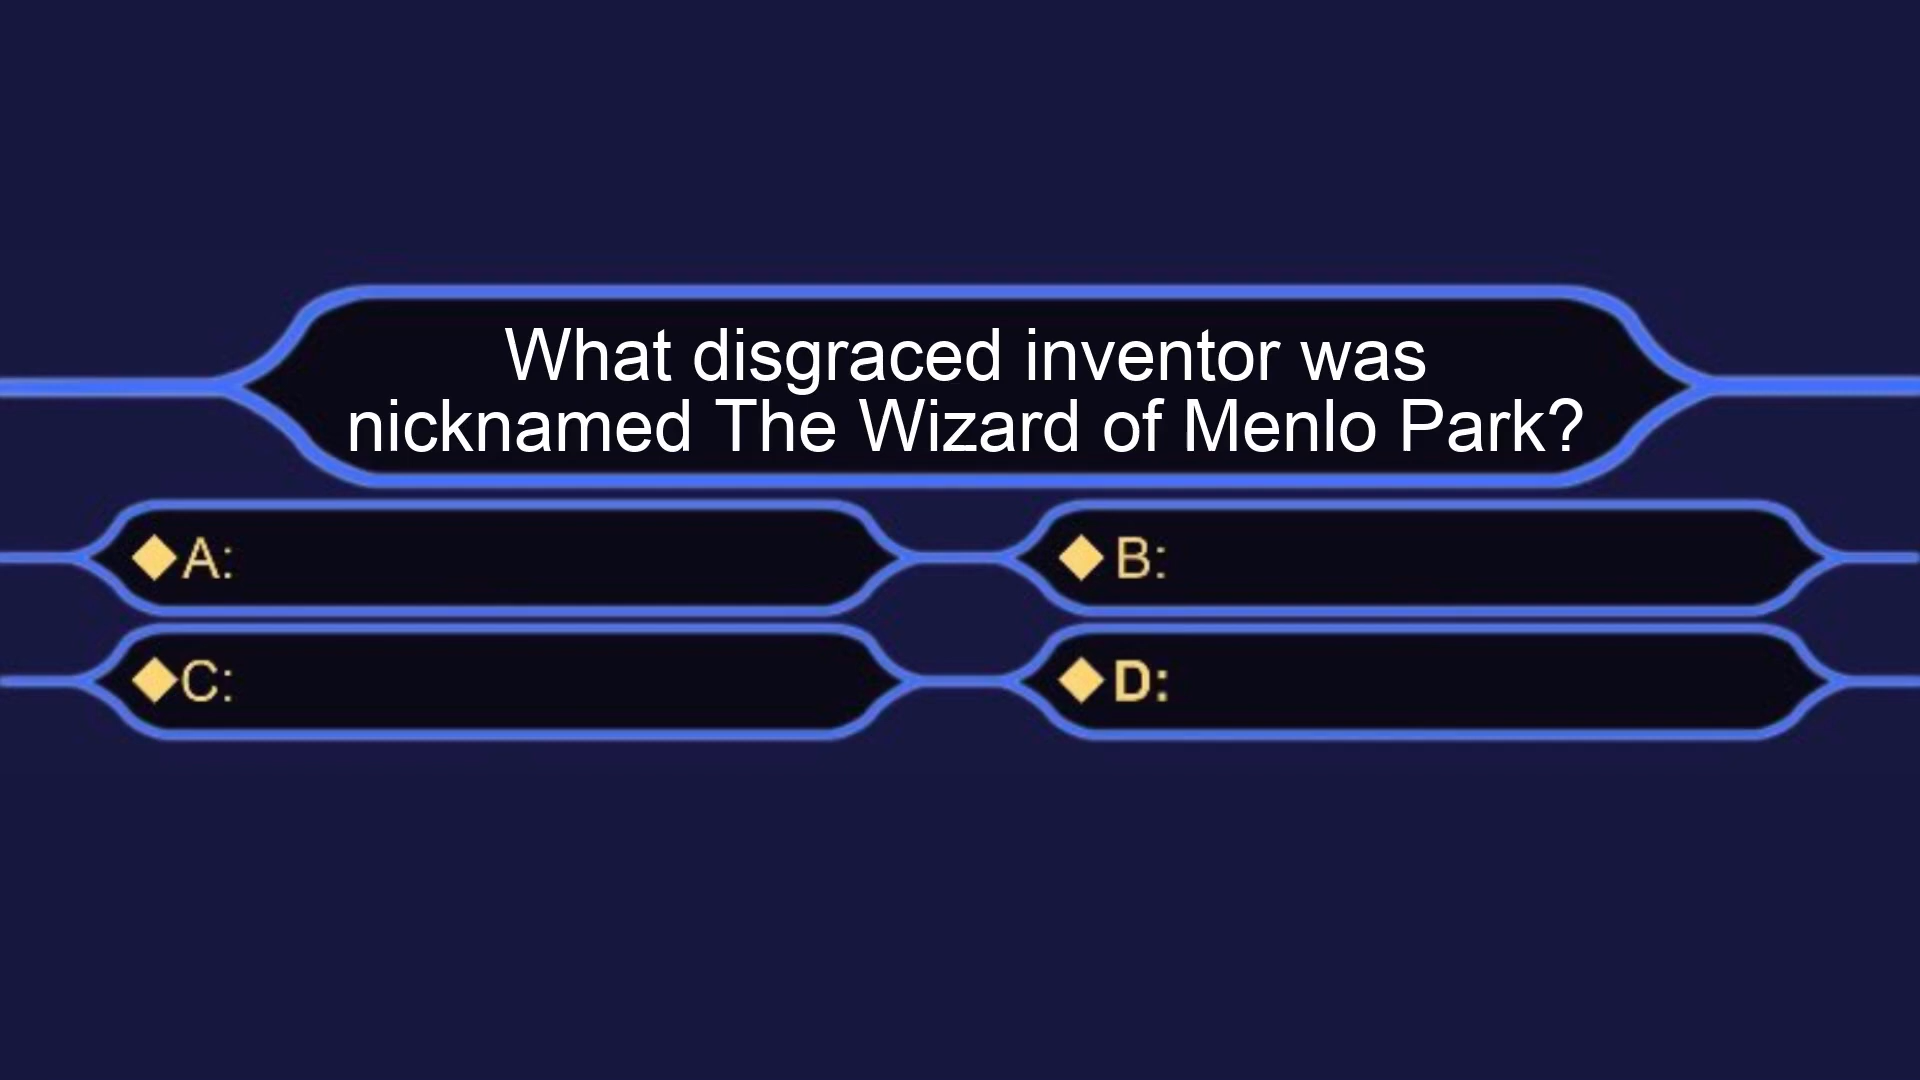 What disgraced inventor was
nicknamed The Wizard of Menlo Park?
◆A:
◆B:
◆C:
◆D: